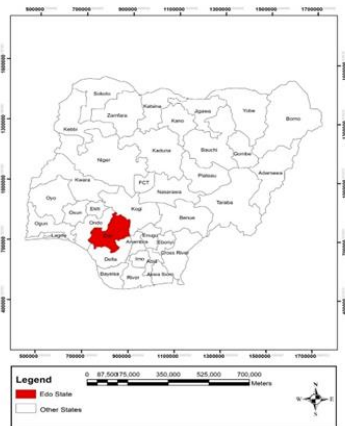 500000 700000 900000 1100000 1300000 1500000 1700000
Sokoto
Katsina
Jigawa
Yobe
Borno
Zamfara
Kano
Kebbi
Kaduna
Bauchi
Gombe
Niger
Adamawa
Plateau
Kwara
FCT
Nasarawa
Taraba
Oyo
Ekiti
Kogi
Osun
Benue
Ondo
Ogun
Enugu
Lagos
Edo
Anambra
Ebonyi
Cross River
Delta
Imo
Abia
Bayelsa
River
Akwa Ibom
500000 700000 900000 1100000 1300000 1500000 1700000
Legend
0 87,500175,000 350,000 525,000 700,000
Meters
Edo State
Other States
N
W E
S